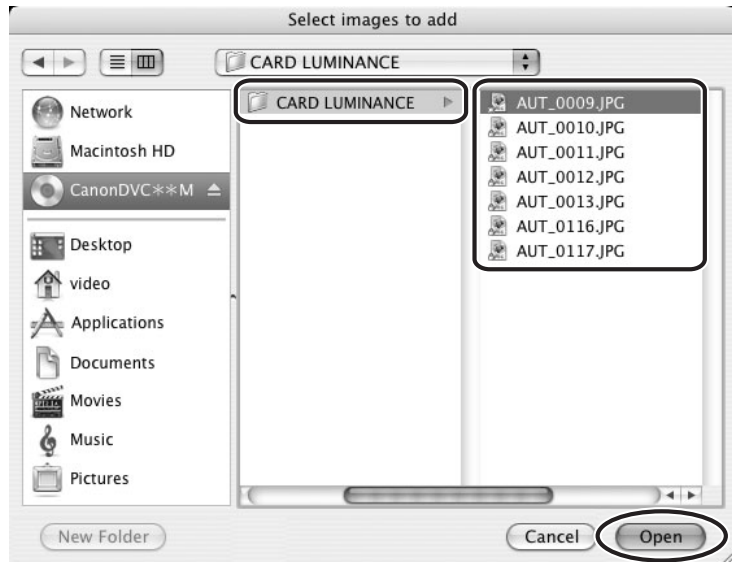 Select images to add
CARD LUMINANCE
Network
Macintosh HD
CanonDVC**M
Desktop
video
Applications
Documents
Movies
Music
Pictures
CARD LUMINANCE
AUT_0009.JPG
AUT_0010.JPG
AUT_0011.JPG
AUT_0012.JPG
AUT_0013.JPG
AUT_0116.JPG
AUT_0117.JPG
New Folder
Cancel
Open